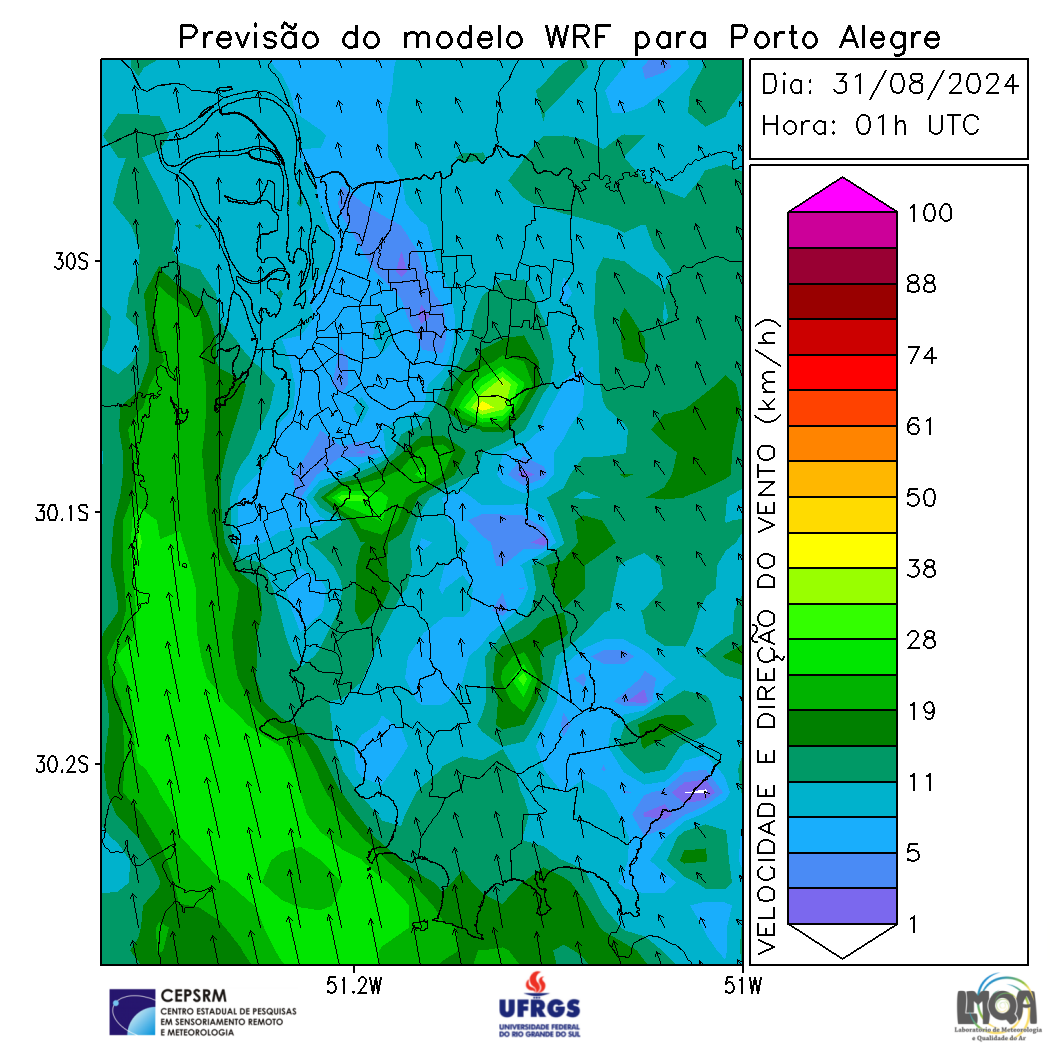 Previsão do modelo WRF para Porto Alegre
Dia: 31/08/2024
Hora: 01h UTC
30S
30.1S
30.2S
51.2W
51W
VELOCIDADE E DIREÇÃO DO VENTO (km/h)
100
88
74
61
50
38
28
19
11
5
1
CEPSRM
CENTRO ESTADUAL DE PESQUISAS
EM SENSORIAMENTO REMOTO
E METEOROLOGIA
UFRGS
UNIVERSIDADE FEDERAL
DO RIO GRANDE DO SUL
LMQA
Laboratório de Meteorologia
e Qualidade do Ar